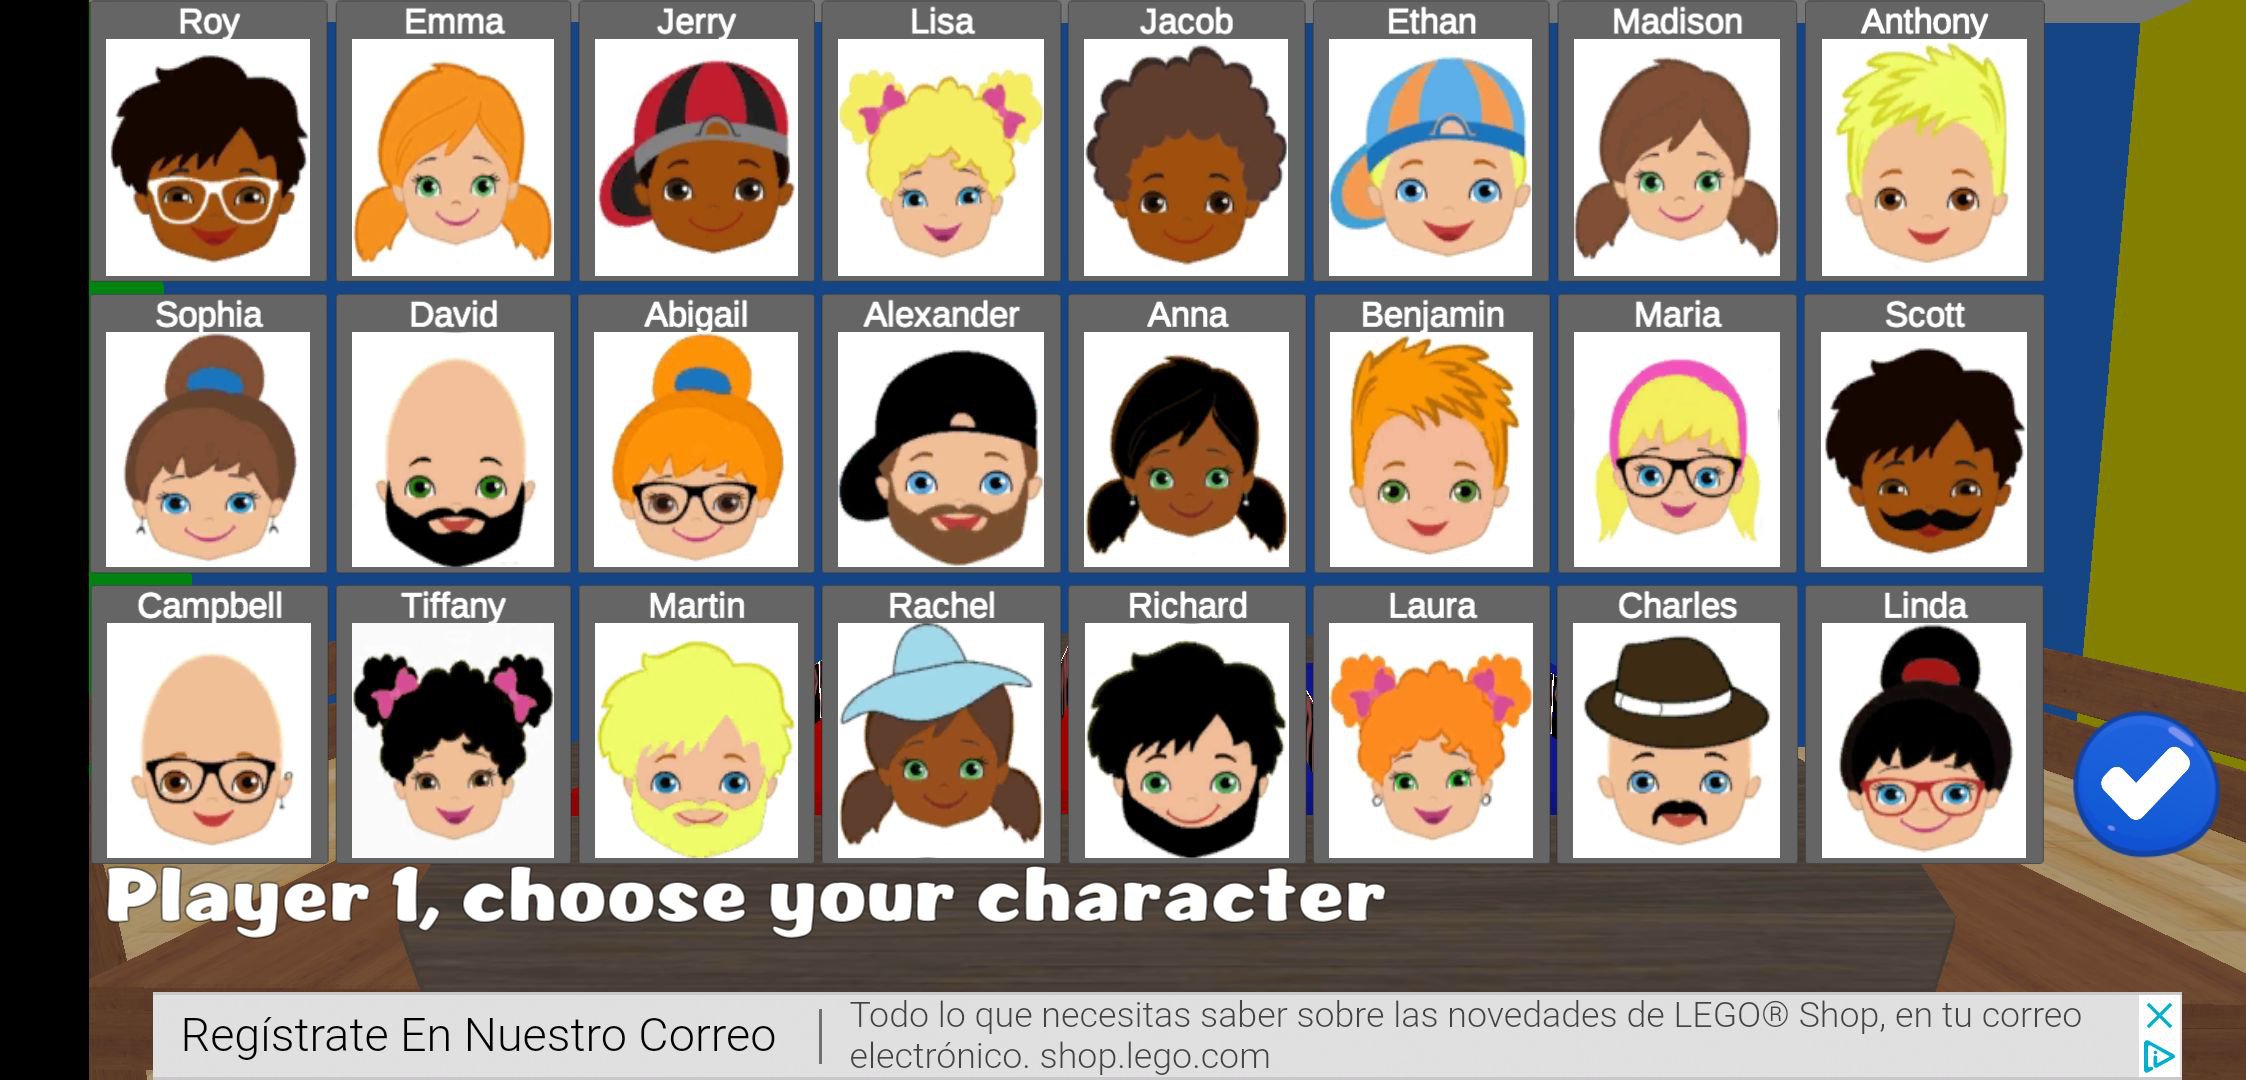 Roy Emma Jerry Lisa Jacob Ethan Madison Anthony
Sophia David Abigail Alexander Anna Benjamin Maria Scott
Campbell Tiffany Martin Rachel Richard Laura Charles Linda
Player 1, choose your character
Regístrate En Nuestro Correo
Todo lo que necesitas saber sobre las novedades de LEGO® Shop, en tu correo
electrónico. shop.lego.com